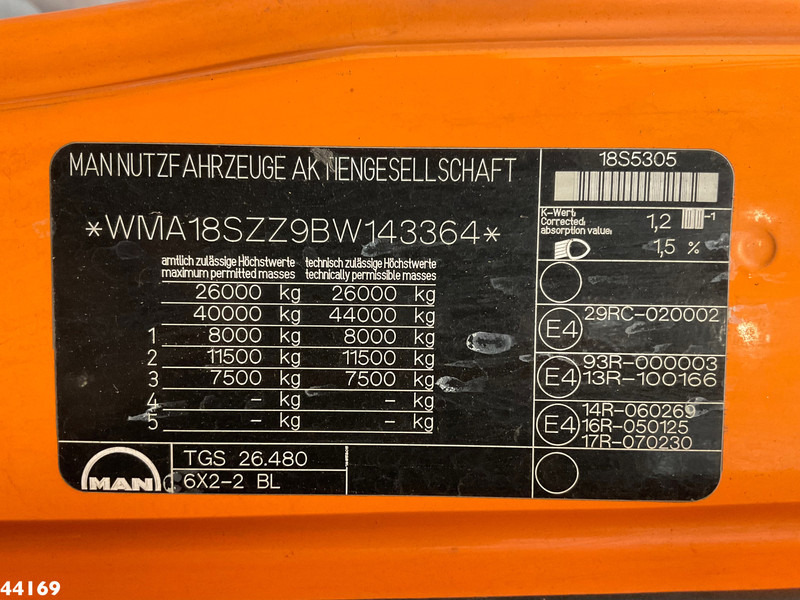 MAN NUTZFAHRZEUGE AKTIENGESELLSCHAFT
*WMA18SZZ9BW143364*
amtlich zulässige Höchstwerte technisch zulässige Höchstwerte
maximum permitted masses technically permissible masses
26000 kg 26000 kg
40000 kg 44000 kg
1 8000 kg 8000 kg
2 11500 kg 11500 kg
3 7500 kg 7500 kg
4 - kg - kg
5 - kg - kg
MAN
TGS 26.480
6X2-2 BL
18S5305
K-Wert:
Corrected
absorption value:
1,2 -1
1,5 %
E4 29RC-020002
E4 93R-000003
13R-100166
E4 14R-060269
16R-050125
17R-070230
44169